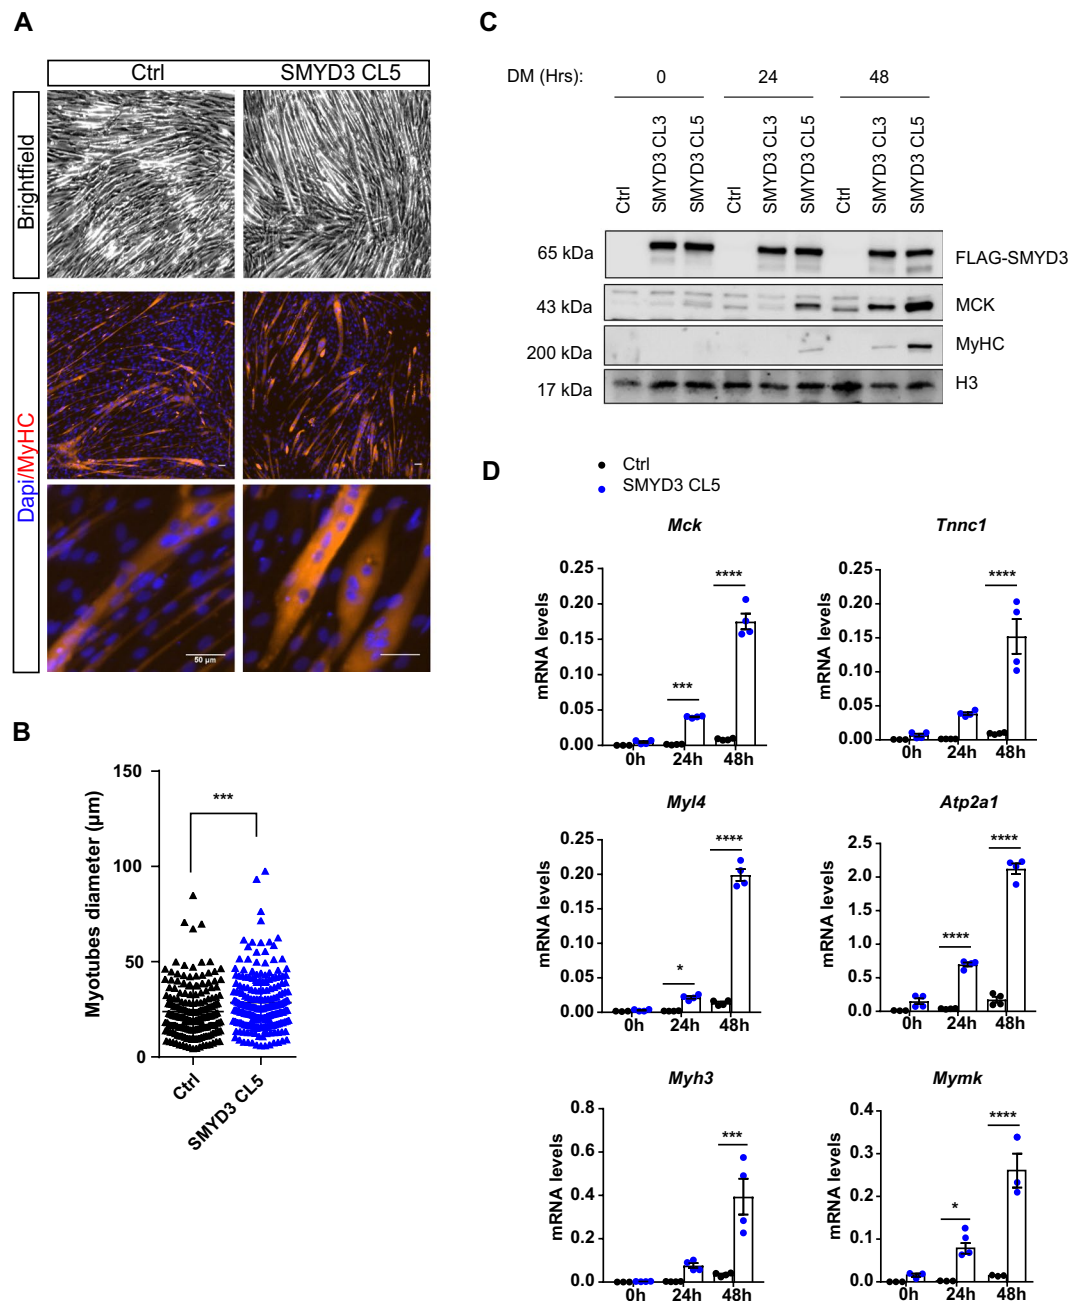 A
Ctrl SMYD3 CL5
Brightfield
Dapi/MyHC
50 µm
B
Myotubes diameter (µm)
150
100
50
0
***
Ctrl
SMYD3 CL5
C
DM (Hrs): 0 24 48
Ctrl SMYD3 CL3 SMYD3 CL5 Ctrl SMYD3 CL3 SMYD3 CL5 Ctrl SMYD3 CL3 SMYD3 CL5
65 kDa FLAG-SMYD3
43 kDa MCK
200 kDa MyHC
17 kDa H3
D
Ctrl
SMYD3 CL5
Mck
mRNA levels
0.25
0.20
0.15
0.10
0.05
0.00
***
****
0h 24h 48h
Tnnc1
mRNA levels
0.25
0.20
0.15
0.10
0.05
0.00
****
0h 24h 48h
Myl4
mRNA levels
0.25
0.20
0.15
0.10
0.05
0.00
*
****
0h 24h 48h
Atp2a1
mRNA levels
2.5
2.0
1.5
1.0
0.5
0.0
****
****
0h 24h 48h
Myh3
mRNA levels
0.8
0.6
0.4
0.2
0.0
***
0h 24h 48h
Mymk
mRNA levels
0.4
0.3
0.2
0.1
0.0
*
****
0h 24h 48h